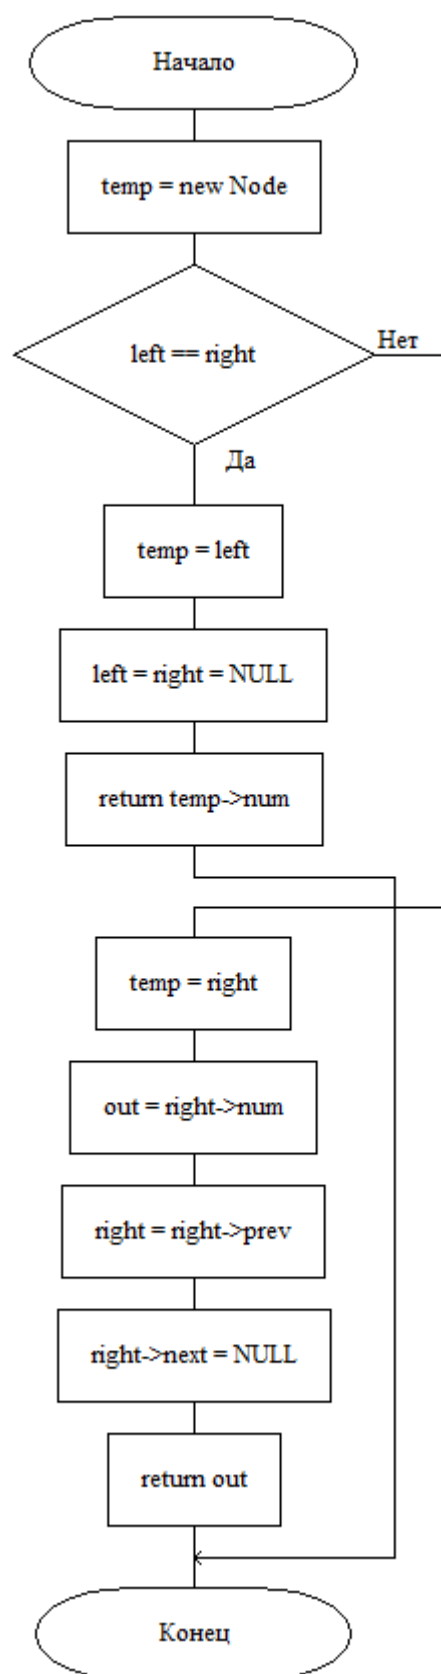 Начало
temp = new Node
left == right
Нет
Да
temp = left
left = right = NULL
return temp->num
temp = right
out = right->num
right = right->prev
right->next = NULL
return out
Конец